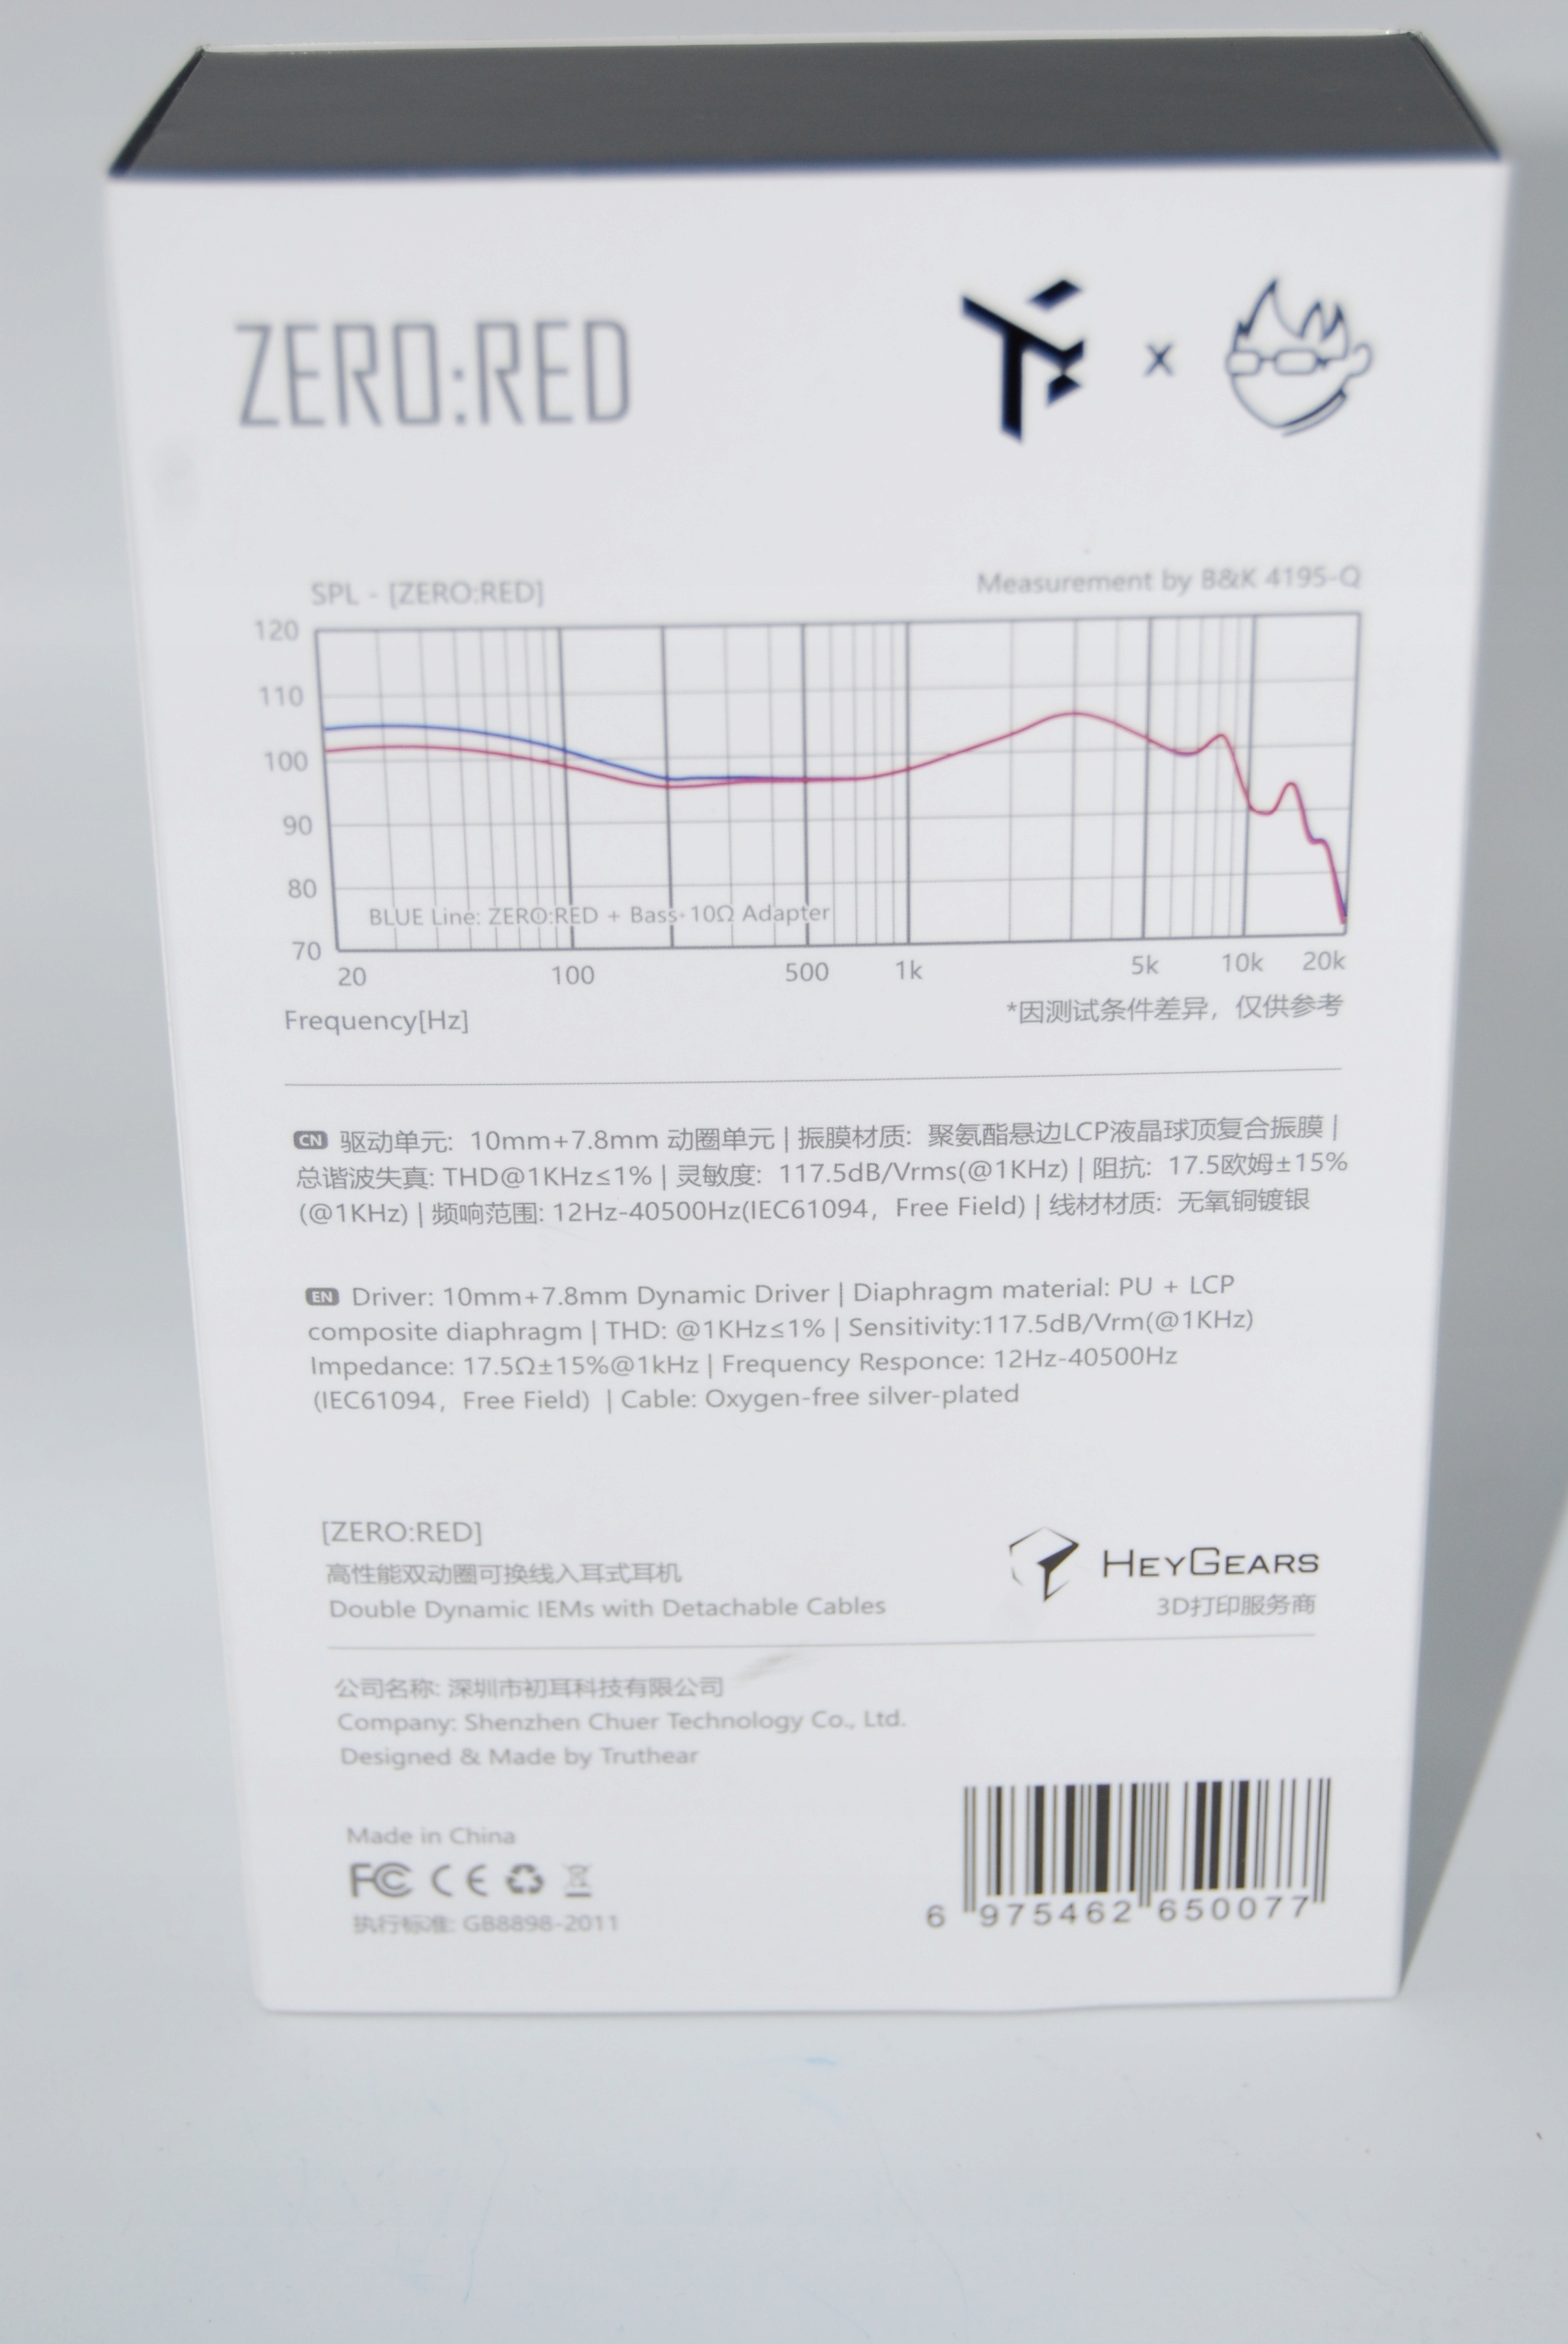 ZERO:RED
x
SPL - [ZERO:RED]
Measurement by B&K 4195-Q
120
110
100
90
80
70
BLUE Line: ZERO:RED + Bass+10Ω Adapter
20 100 500 1k 5k 10k 20k
Frequency[Hz]
*因测试条件差异，仅供参考
CN 驱动单元: 10mm+7.8mm 动圈单元 | 振膜材质: 聚氨酯悬边LCP液晶球顶复合振膜 |
总谐波失真: THD@1KHz≤1% | 灵敏度: 117.5dB/Vrms(@1KHz) | 阻抗: 17.5欧姆±15%
(@1KHz) | 频响范围: 12Hz-40500Hz(IEC61094，Free Field) | 线材材质: 无氧铜镀银
EN Driver: 10mm+7.8mm Dynamic Driver | Diaphragm material: PU + LCP
composite diaphragm | THD: @1KHz≤1% | Sensitivity:117.5dB/Vrm(@1KHz)
Impedance: 17.5Ω±15%@1kHz | Frequency Responce: 12Hz-40500Hz
(IEC61094，Free Field) | Cable: Oxygen-free silver-plated
[ZERO:RED]
高性能双动圈可换线入耳式耳机
Double Dynamic IEMs with Detachable Cables
HEYGEARS
3D打印服务商
公司名称: 深圳市初耳科技有限公司
Company: Shenzhen Chuer Technology Co., Ltd.
Designed & Made by Truthear
Made in China
FC CE
执行标准: GB8898-2011
6 975462 650077